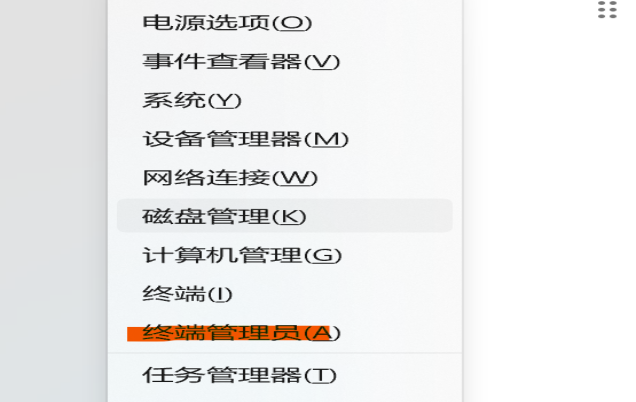 电源选项(O)
事件查看器(V)
系统(Y)
设备管理器(M)
网络连接(W)
磁盘管理(K)
计算机管理(G)
终端(I)
终端管理员(A)
任务管理器(T)